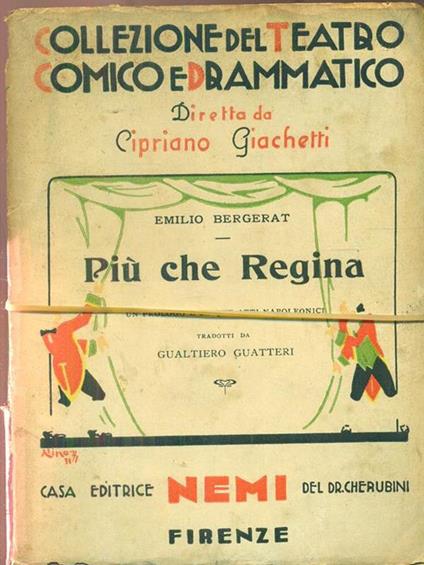 COLLEZIONE DEL TEATRO
COMICO E DRAMMATICO
Diretta da
Cipriano Giachetti
EMILIO BERGERAT
Più che Regina
UN PROLOGO ATTI NAPOLEONICI
TRADOTTI DA
GUALTIERO GUATTERI
CASA EDITRICE NEMI DEL DR. CHERUBINI
FIRENZE